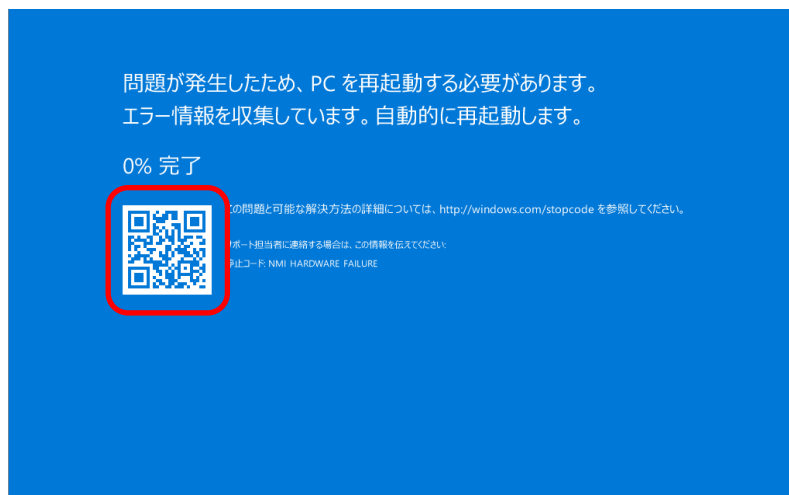 問題が発生したため、PC を再起動する必要があります。
エラー情報を収集しています。自動的に再起動します。
0% 完了
の問題と可能な解決方法の詳細については、http://windows.com/stopcode を参照してください。
ポート担当者に連絡する場合は、この情報を伝えてください:
止コード: NMI HARDWARE FAILURE